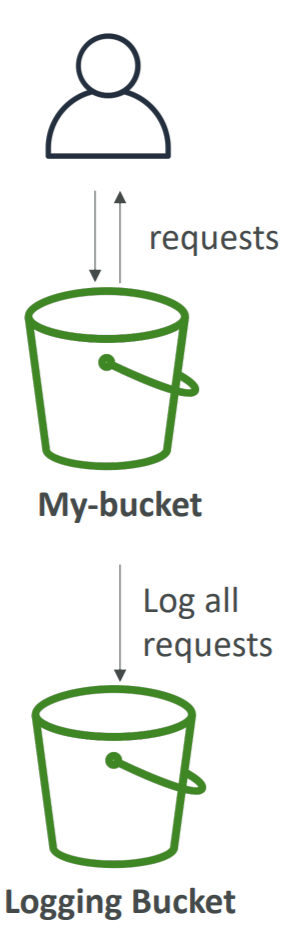 requests
My-bucket
Log all
requests
Logging Bucket